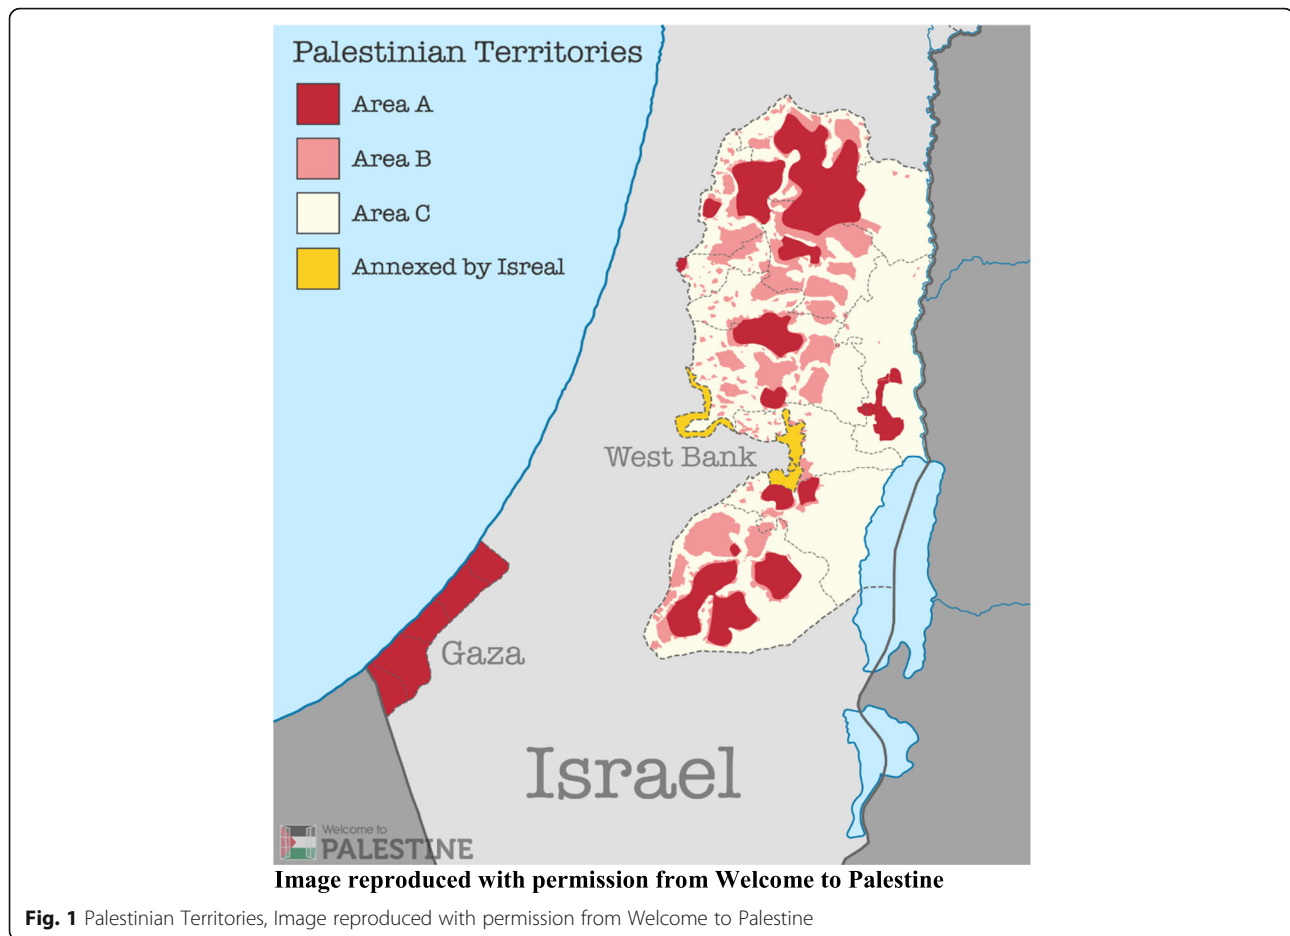 Palestinian Territories
Area A
Area B
Area C
Annexed by Isreal
West Bank
Gaza
Israel
Welcome to
PALESTINE
Image reproduced with permission from Welcome to Palestine
Fig. 1 Palestinian Territories, Image reproduced with permission from Welcome to Palestine